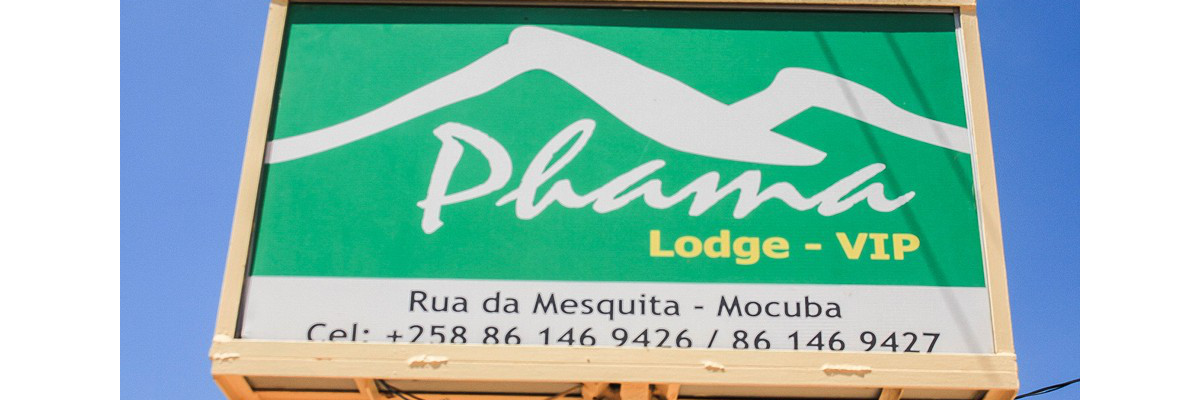 Phama
Lodge - VIP
Rua da Mesquita - Mocuba
Cel: +258 86 146 9426 / 86 146 9427